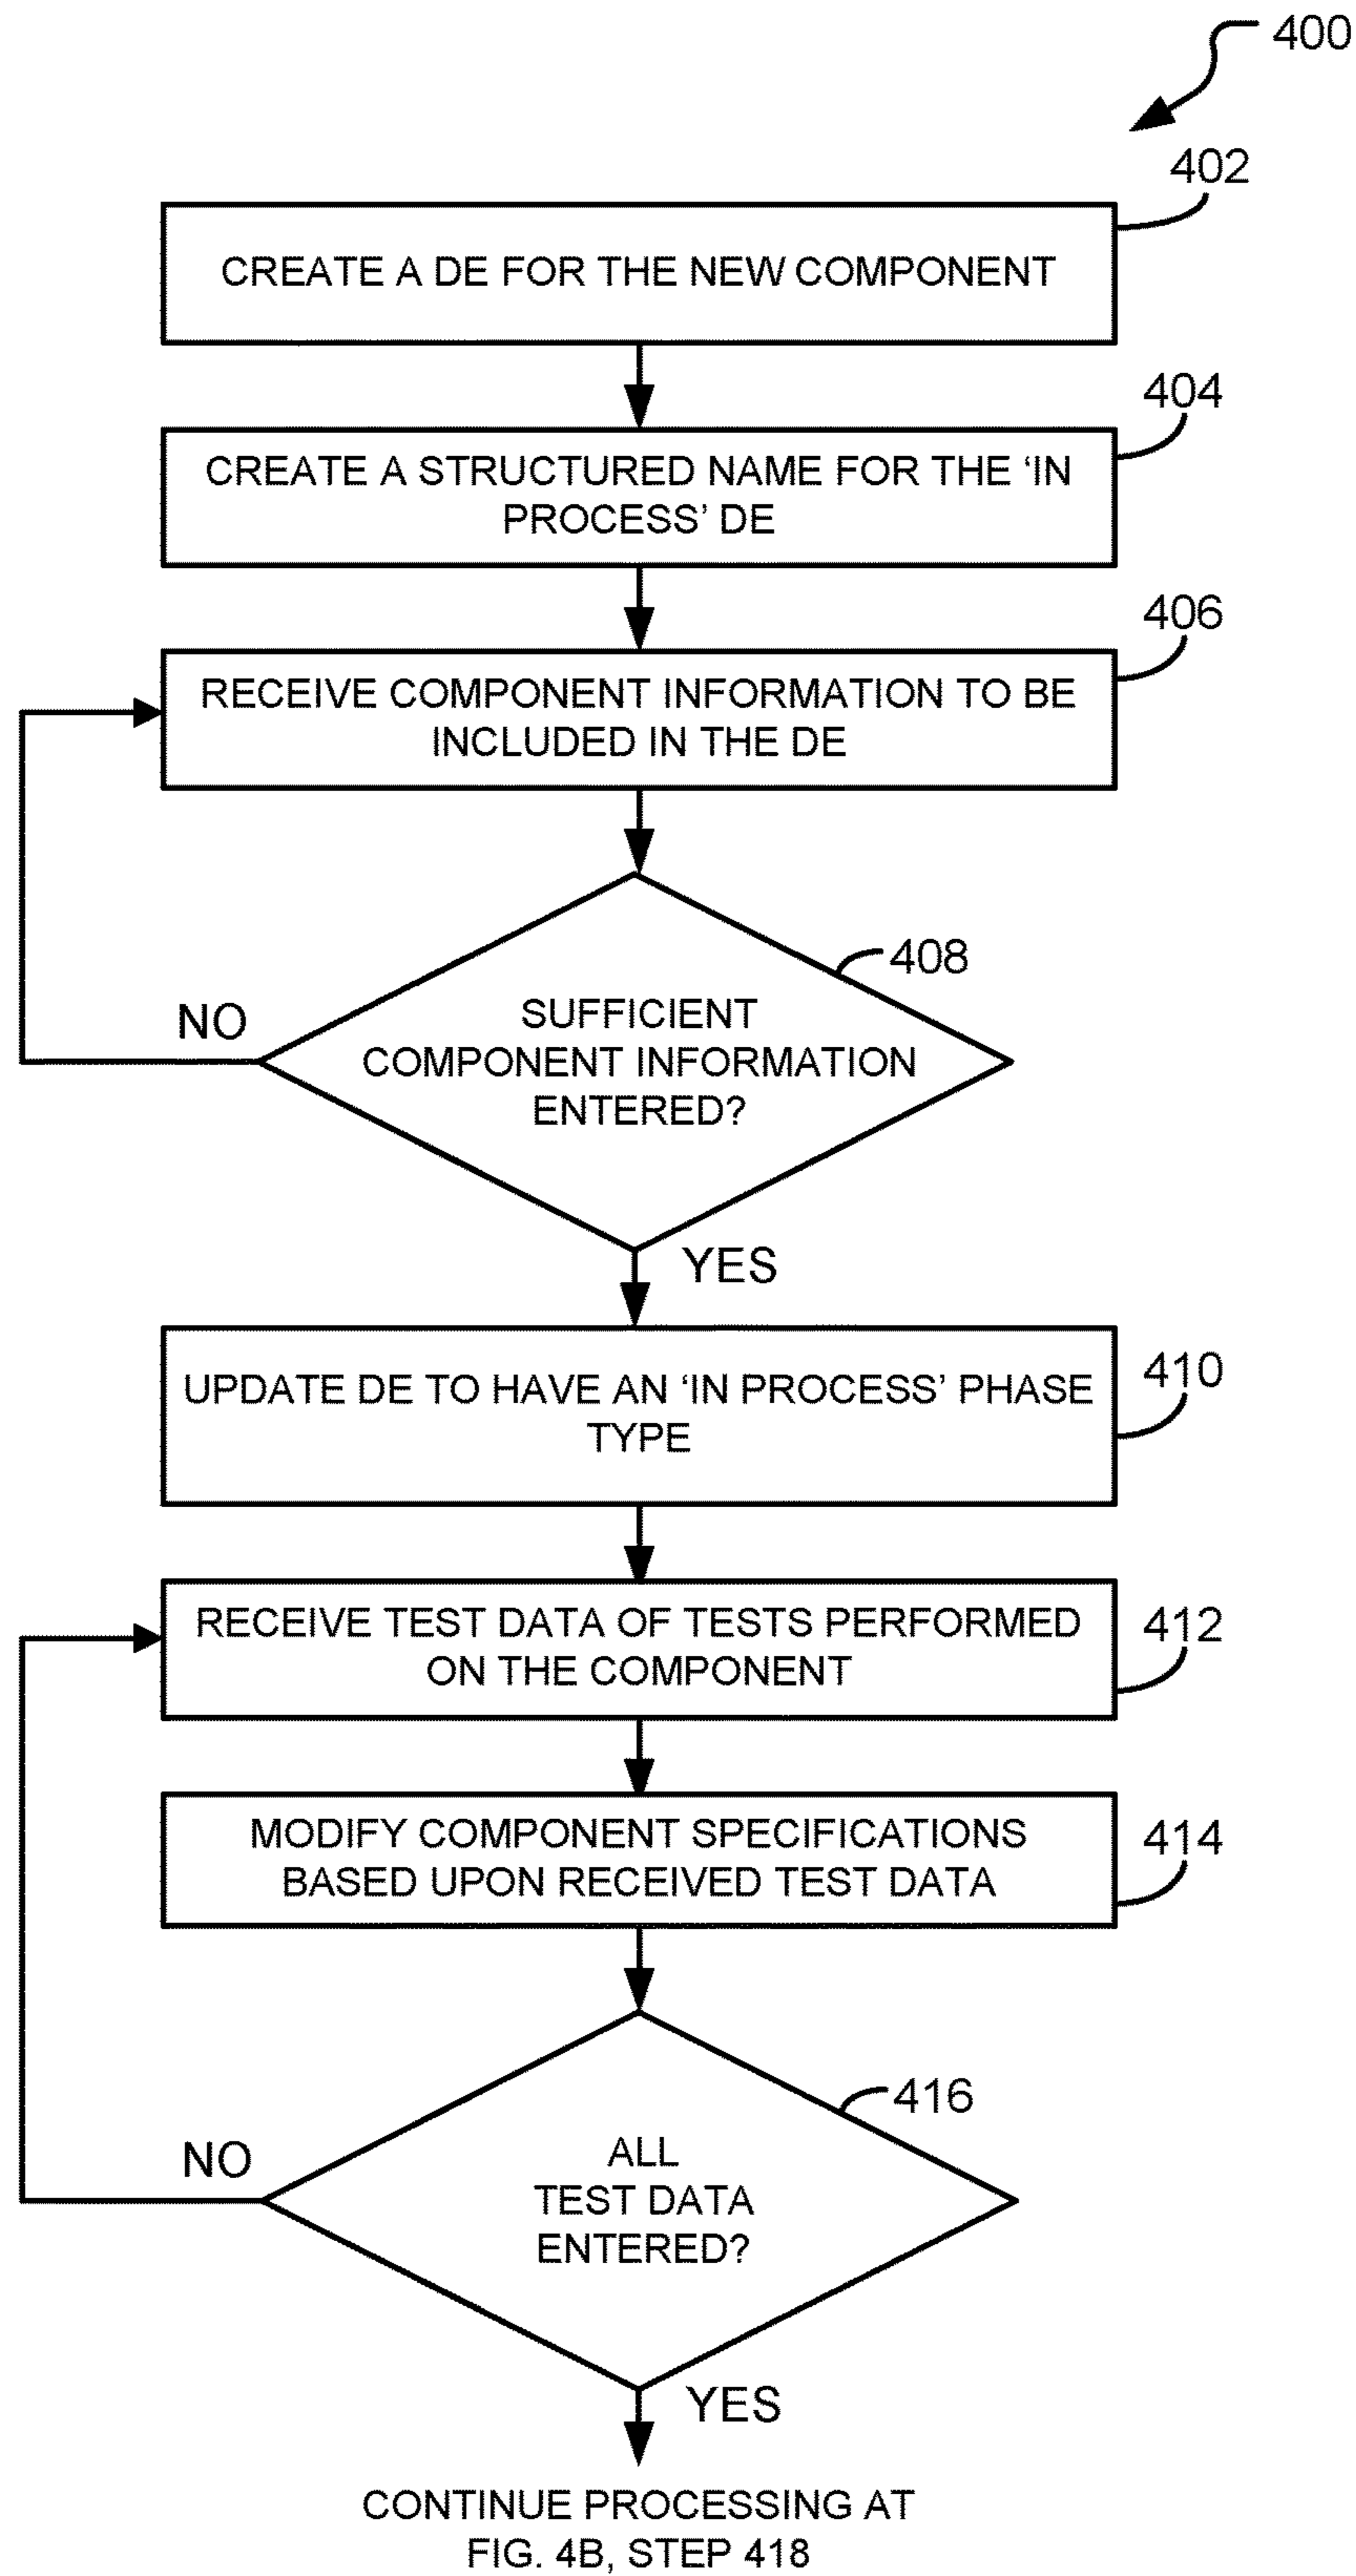 400
402
CREATE A DE FOR THE NEW COMPONENT
404
CREATE A STRUCTURED NAME FOR THE ‘IN
PROCESS’ DE
406
RECEIVE COMPONENT INFORMATION TO BE
INCLUDED IN THE DE
408
SUFFICIENT
COMPONENT INFORMATION
ENTERED?
NO
YES
410
UPDATE DE TO HAVE AN ‘IN PROCESS’ PHASE
TYPE
412
RECEIVE TEST DATA OF TESTS PERFORMED
ON THE COMPONENT
414
MODIFY COMPONENT SPECIFICATIONS
BASED UPON RECEIVED TEST DATA
416
ALL
TEST DATA
ENTERED?
NO
YES
CONTINUE PROCESSING AT
FIG. 4B, STEP 418